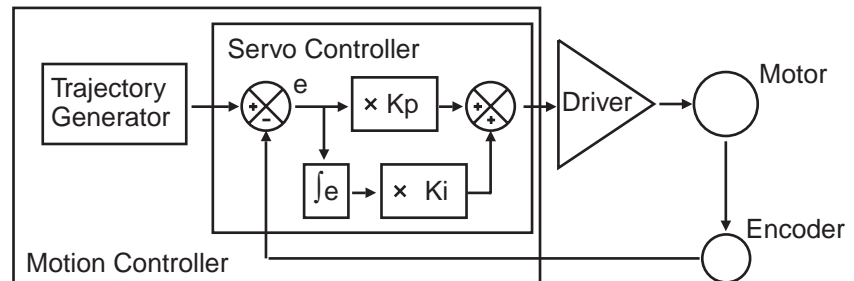 Servo Controller
Trajectory
Generator
+
−
e
× Kp
+
+
Driver
Motor
∫e
× Ki
Encoder
Motion Controller